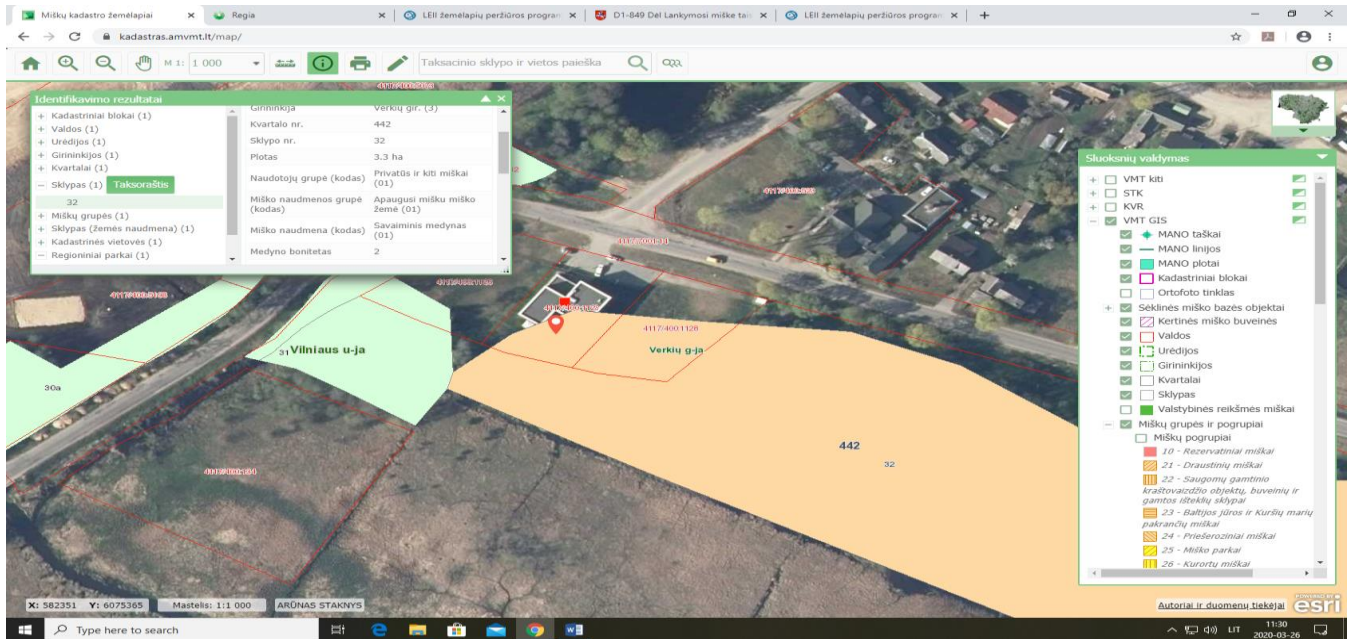 Miškų kadastro žemėlapiai
Regia
LEII žemėlapių peržiūros program
D1-849 Dėl Lankymosi miške tais
LEII žemėlapių peržiūros program
kadastras.amvmt.lt/map/
M 1: 1 000
Taksacinio sklypo ir vietos paieška
Identifikavimo rezultatai
Kadastriniai blokai (1)
Valdos (1)
Urėdijos (1)
Girininkijos (1)
Kvartalai (1)
Sklypas (1) Taksoraštis
32
Miškų grupės (1)
Sklypas (žemės naudmena) (1)
Kadastrinės vietovės (1)
Regioniniai parkai (1)
Girininkija Verkių gir. (3)
Kvartalo nr. 442
Sklypo nr. 32
Plotas 3.3 ha
Naudotojų grupė (kodas) Privatūs ir kiti miškai
(01)
Miško naudmenos grupė
(kodas) Apaugusi mišku miško
žemė (01)
Miško naudmena (kodas) Savaiminis medynas
(01)
Medyno bonitetas 2
4117/400:1128
31 Vilniaus u-ja
Verkių g-ja
30a
442
32
Sluoksnių valdymas
VMT kiti
STK
KVR
VMT GIS
MANO taškai
MANO linijos
MANO plotai
Kadastriniai blokai
Ortofoto tinklas
Sėklinės miško bazės objektai
Kertinės miško buveinės
Valdos
Urėdijos
Girininkijos
Kvartalai
Sklypas
Valstybinės reikšmės miškai
Miškų grupės ir pogrupiai
Miškų pogrupiai
10 - Rezervatiniai miškai
21 - Draustinių miškai
22 - Saugomų gamtinio
kraštovaizdžio objektų, buveinių ir
gamtos išteklių sklypai
23 - Baltijos jūros ir Kuršių marių
pakrančių miškai
24 - Priešeroziniai miškai
25 - Miško parkai
26 - Kurortų miškai
X: 582351 Y: 6075365
Mastelis: 1:1 000
ARŪNAS STAKNYS
Autoriai ir duomenų tiekėjai
POWERED BY
esri
Type here to search
LIT
11:30
2020-03-26